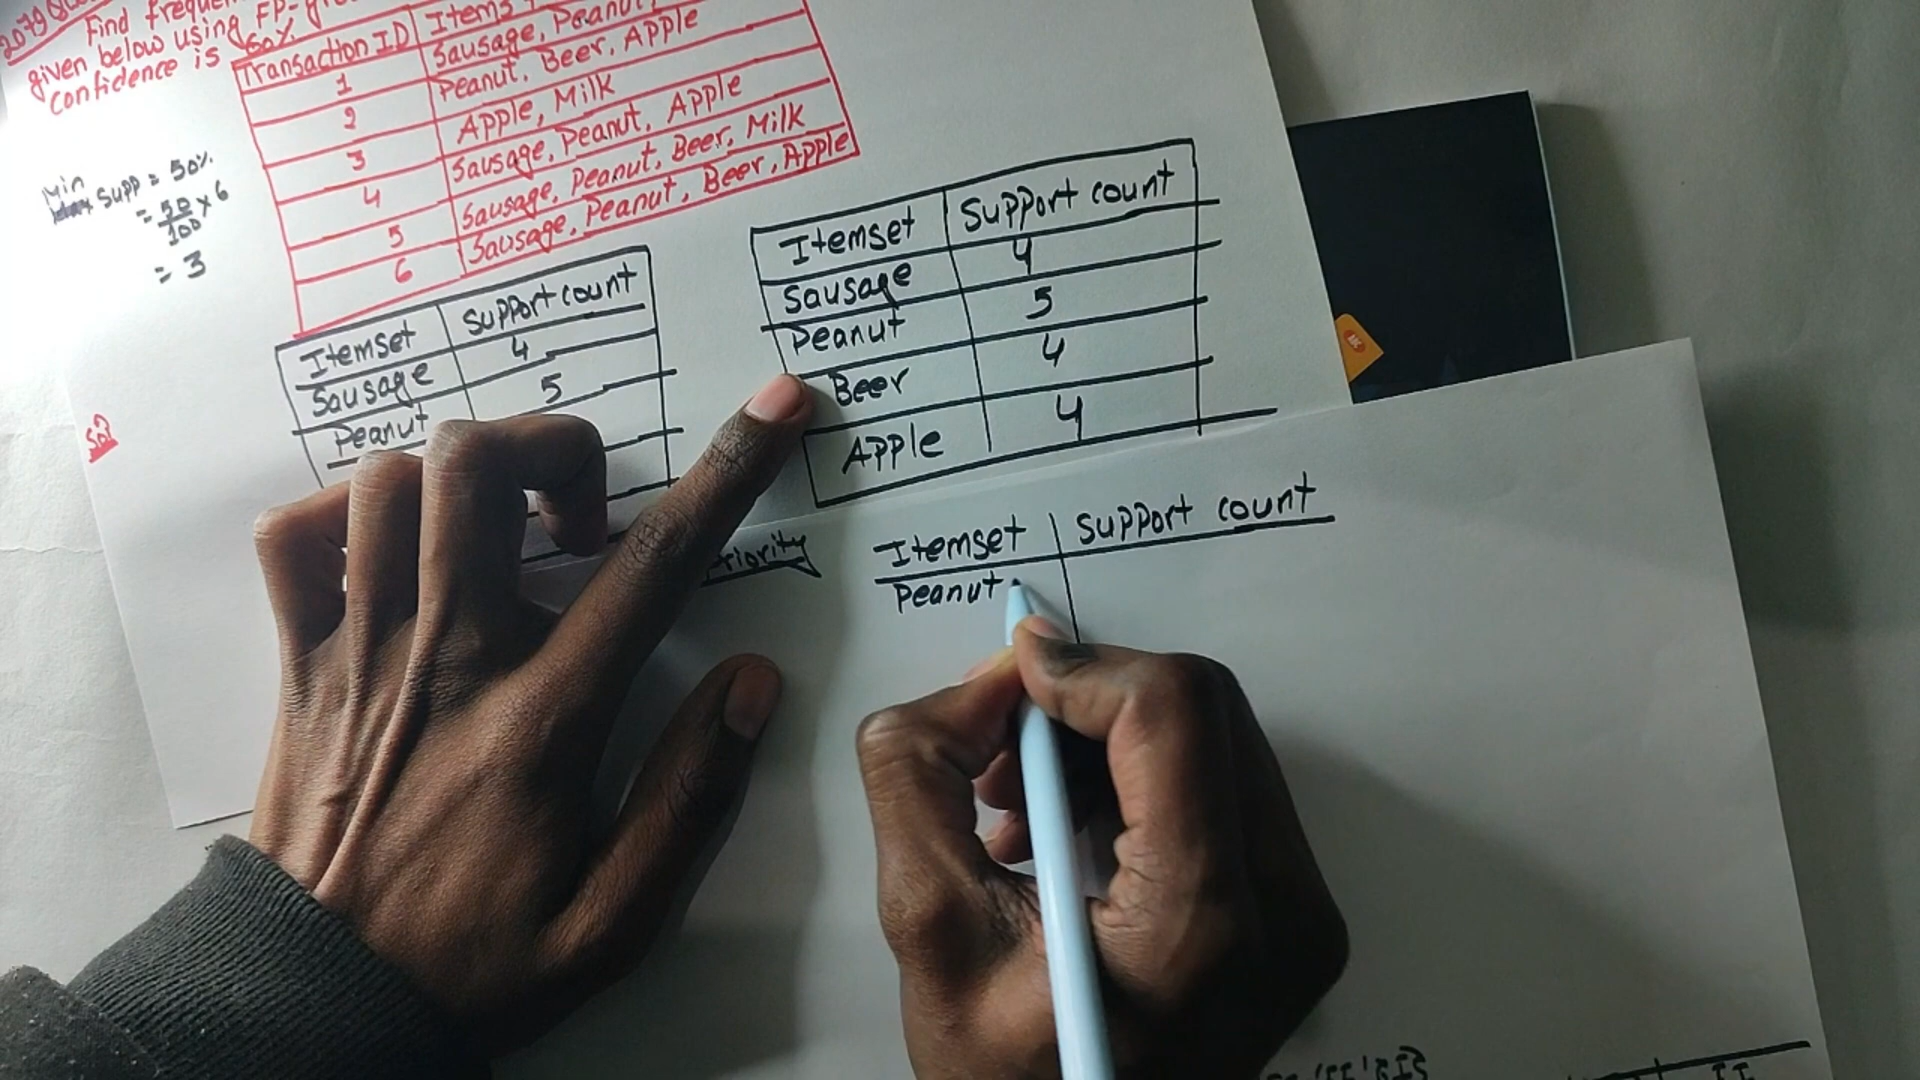 2079
Find freque
given below using FP-
confidence is 60%.
Transaction ID Items
1 Sausage, Peanut,
2 Peanut, Beer, Apple
3 Apple, Milk
4 Sausage, Peanut, Apple
5 Sausage, Peanut, Beer, Milk
6 Sausage, Peanut, Beer, Apple
Min
Supp = 50%
= 50/100 x 6
= 3
Itemset Support count
Sausage 4
Peanut 5
Itemset Support count
Sausage 4
Peanut 5
Beer 4
Apple 4
Sol
Priority
Itemset Support count
Peanut